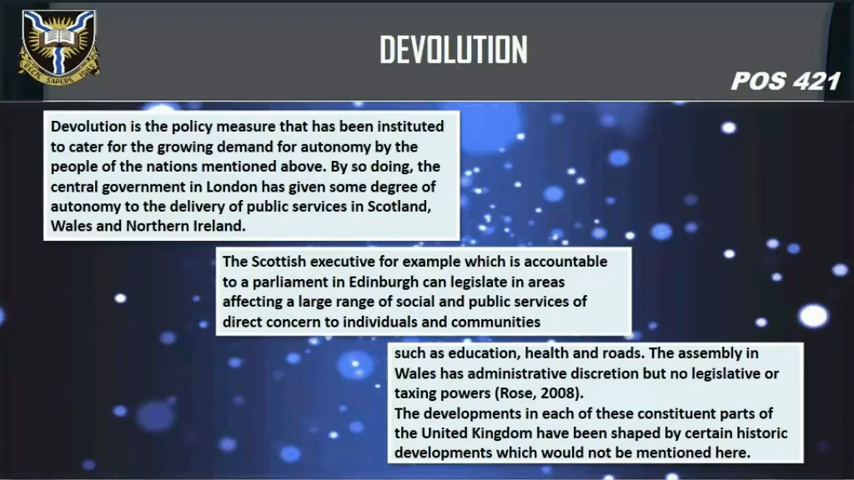 DEVOLUTION
POS 421
Devolution is the policy measure that has been instituted
to cater for the growing demand for autonomy by the
people of the nations mentioned above. By so doing, the
central government in London has given some degree of
autonomy to the delivery of public services in Scotland,
Wales and Northern Ireland.
The Scottish executive for example which is accountable
to a parliament in Edinburgh can legislate in areas
affecting a large range of social and public services of
direct concern to individuals and communities
such as education, health and roads. The assembly in
Wales has administrative discretion but no legislative or
taxing powers (Rose, 2008).
The developments in each of these constituent parts of
the United Kingdom have been shaped by certain historic
developments which would not be mentioned here.